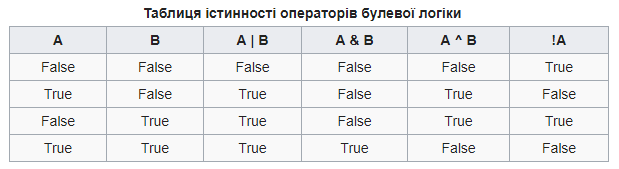 Таблиця істинності операторів булевої логіки
A B A | B A & B A ^ B !A
False False False False False True
True False True False True False
False True True False True True
True True True True False False